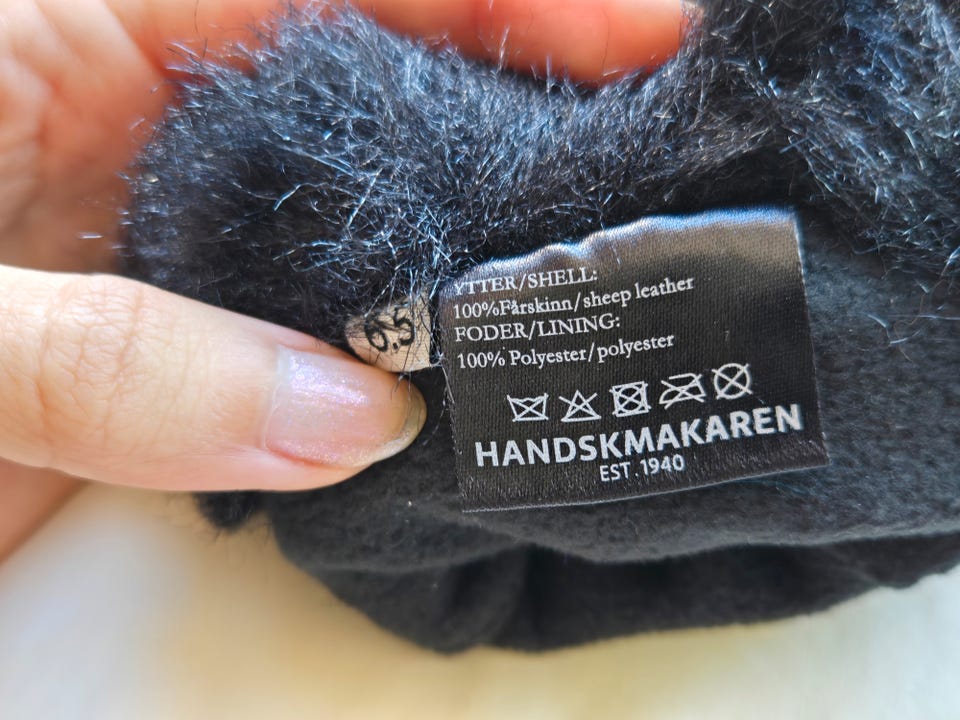 6.5
YTTER/SHELL:
100%Fårskinn/sheep leather
FODER/LINING:
100% Polyester/polyester
HANDSKMAKAREN
EST .1940